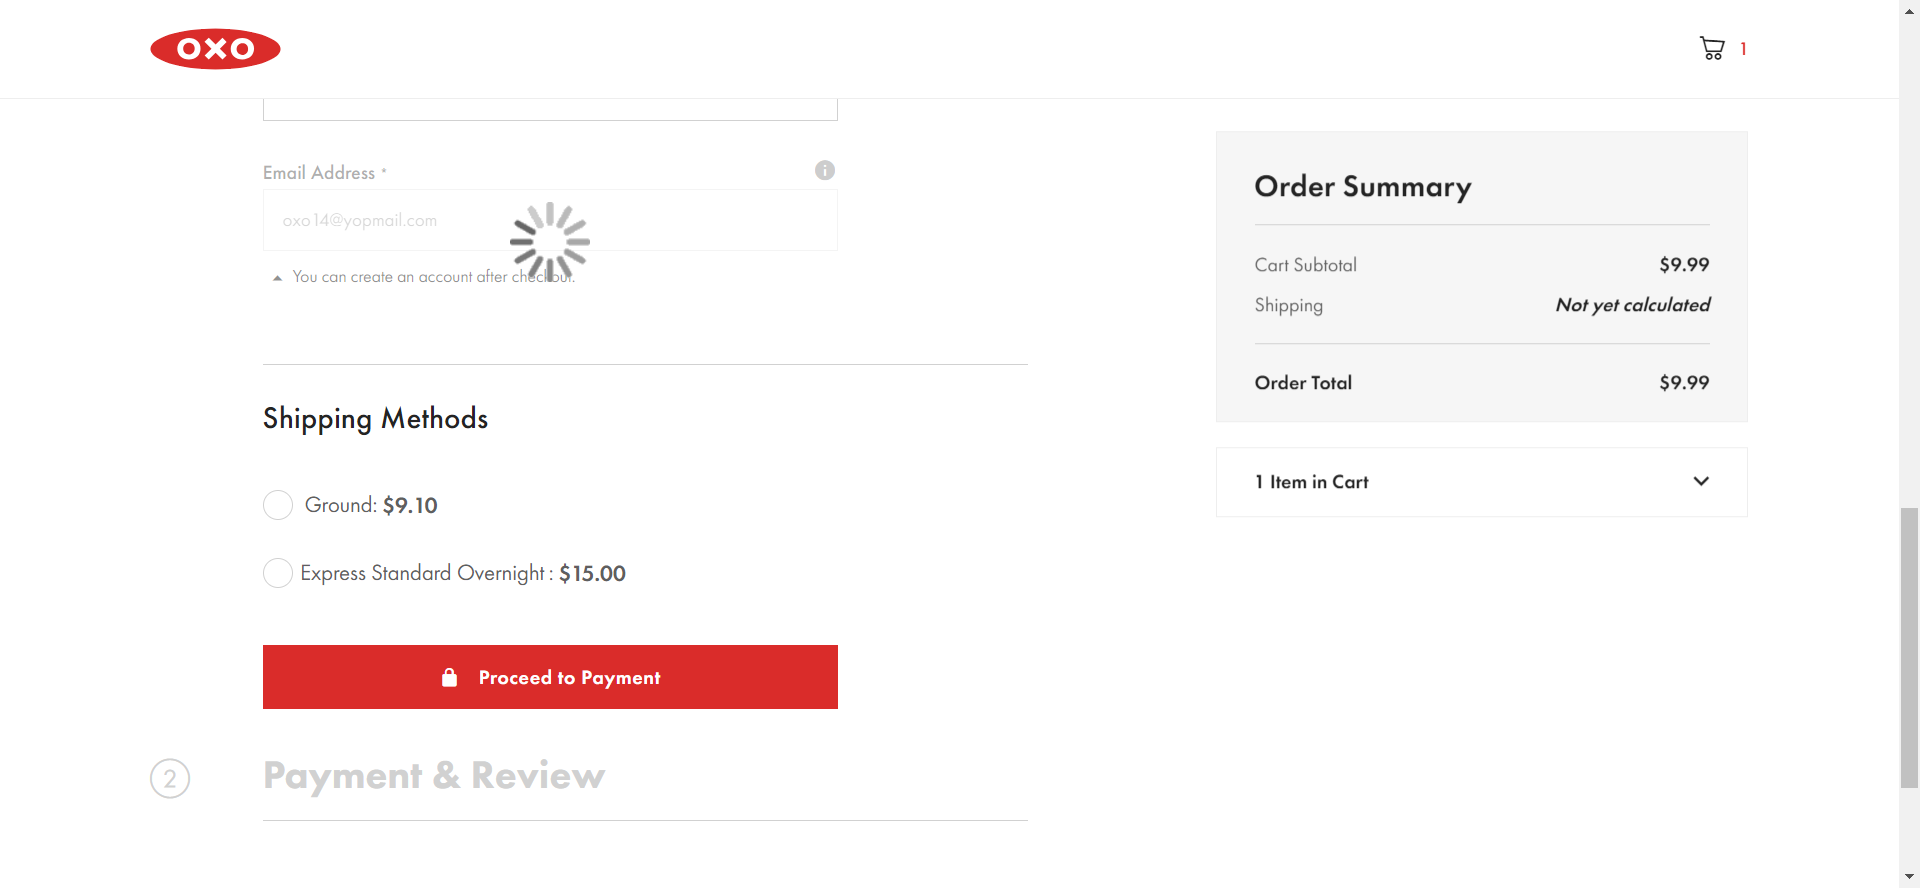 OXO
1
Email Address *
oxo14@yopmail.com
You can create an account after checkout.
Shipping Methods
Ground: $9.10
Express Standard Overnight : $15.00
Proceed to Payment
2
Payment & Review
Order Summary
Cart Subtotal $9.99
Shipping Not yet calculated
Order Total $9.99
1 Item in Cart